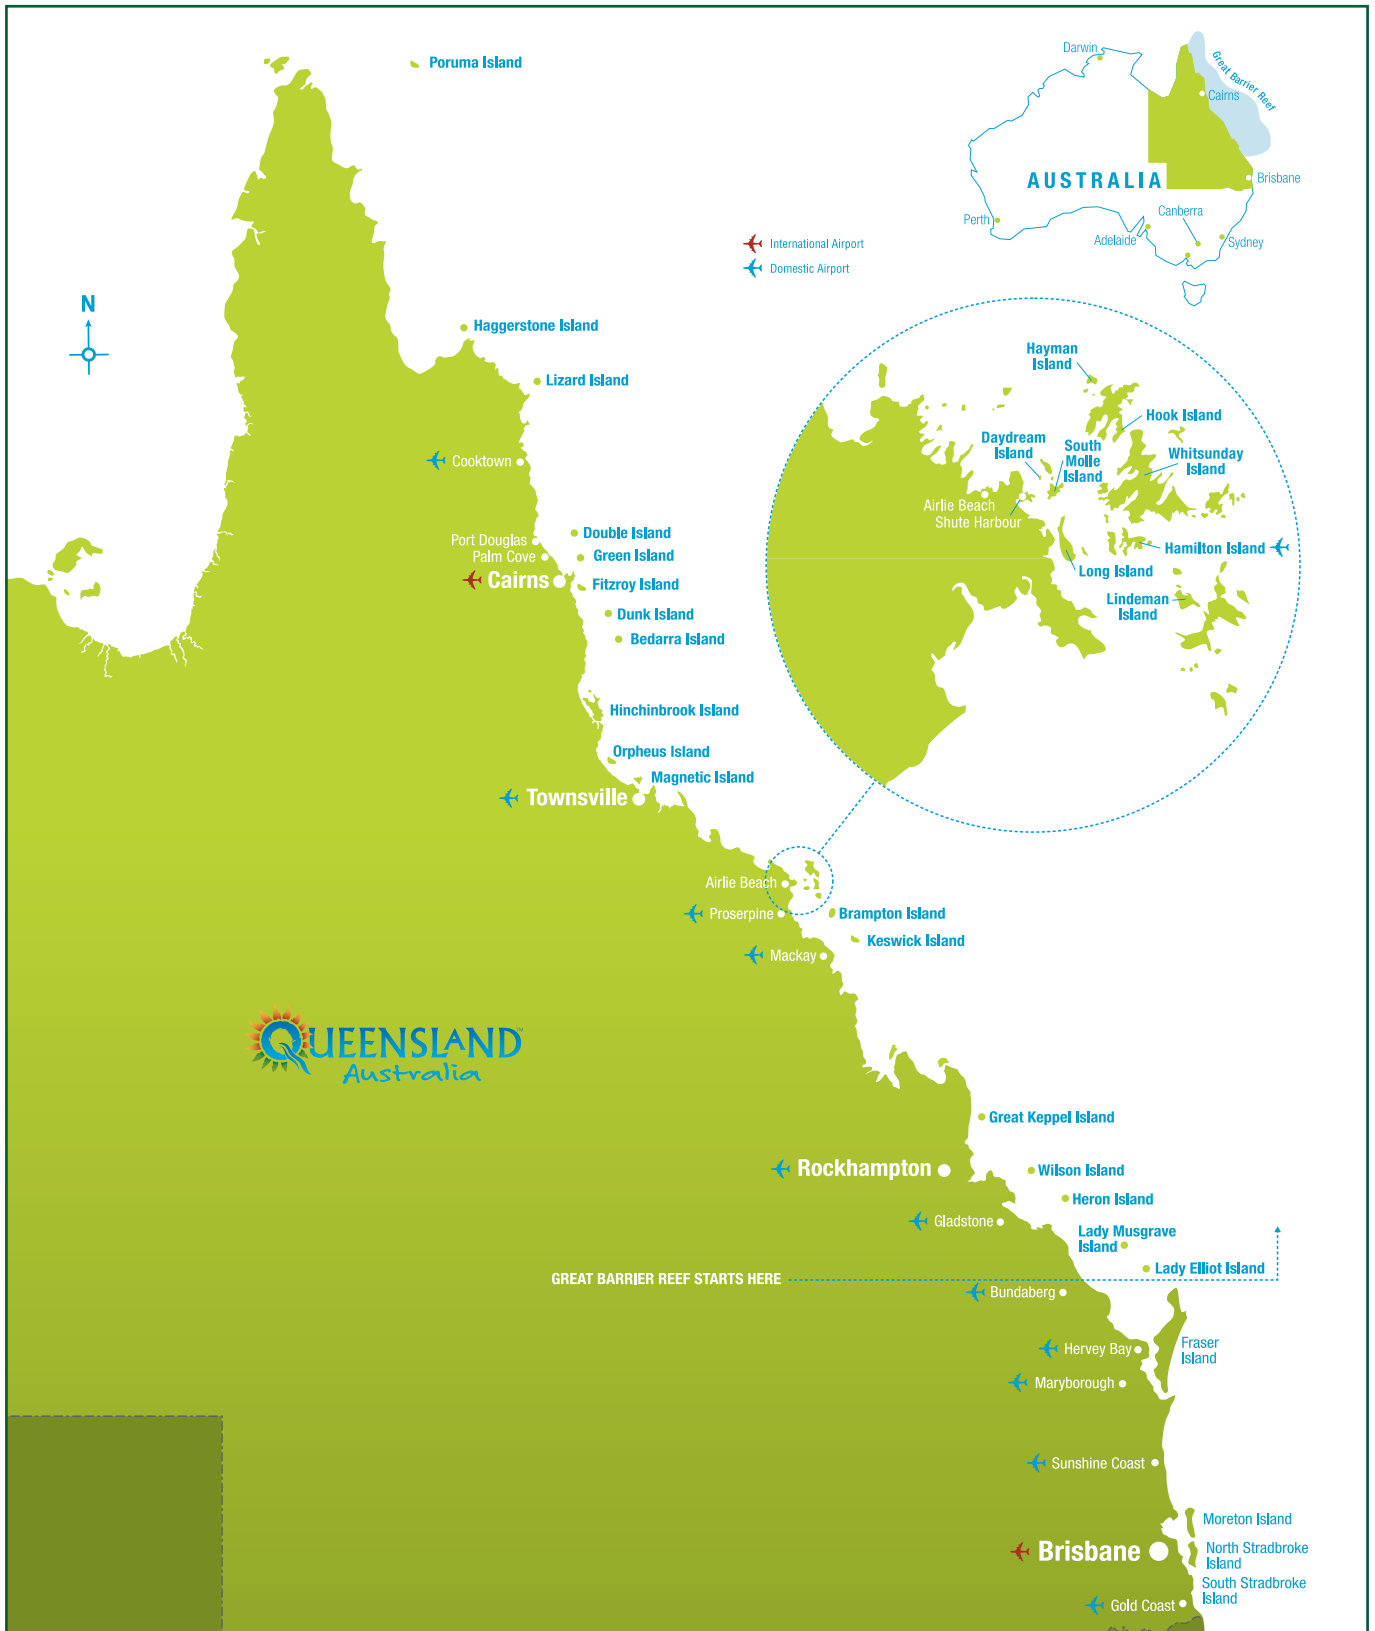 Poruma Island
Darwin
Great Barrier Reef
Cairns
AUSTRALIA
Brisbane
Canberra
Perth
Adelaide
Sydney
International Airport
Domestic Airport
N
Haggerstone Island
Lizard Island
Cooktown
Double Island
Port Douglas
Green Island
Palm Cove
Cairns
Fitzroy Island
Dunk Island
Bedarra Island
Hinchinbrook Island
Orpheus Island
Magnetic Island
Townsville
Hayman
Island
Hook Island
Daydream
Island
South
Molle
Island
Whitsunday
Island
Airlie Beach
Shute Harbour
Hamilton Island
Long Island
Lindeman
Island
Airlie Beach
Proserpine
Brampton Island
Keswick Island
Mackay
QUEENSLAND™
Australia
Great Keppel Island
Rockhampton
Wilson Island
Heron Island
Gladstone
Lady Musgrave
Island
Lady Elliot Island
GREAT BARRIER REEF STARTS HERE
Bundaberg
Hervey Bay
Fraser
Island
Maryborough
Sunshine Coast
Moreton Island
Brisbane
North Stradbroke
Island
South Stradbroke
Island
Gold Coast